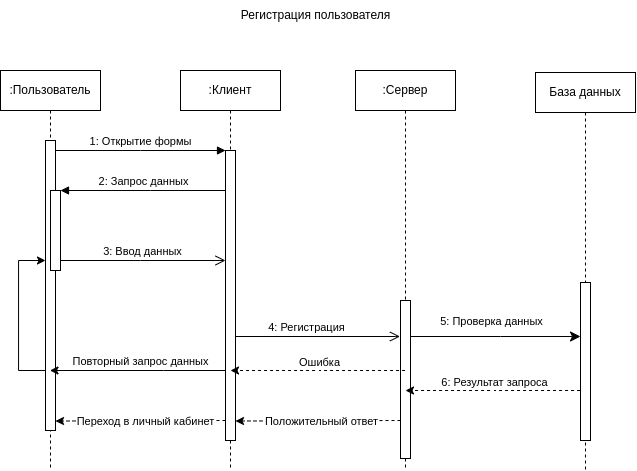 Регистрация пользователя
:Пользователь
:Клиент
:Сервер
База данных
1: Открытие формы
2: Запрос данных
3: Ввод данных
4: Регистрация
5: Проверка данных
Повторный запрос данных
Ошибка
6: Результат запроса
Переход в личный кабинет
Положительный ответ